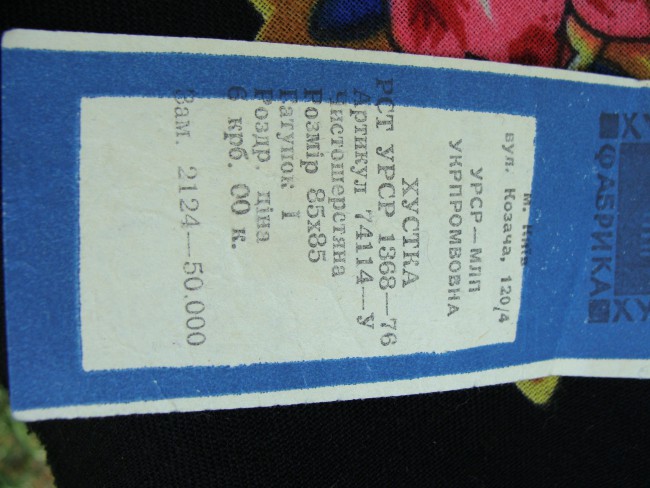 ФАБРИКА
м. Київ
вул. Козача, 120/4
УРСР—МЛП
УКРПРОМВОВНА
ХУСТКА
РСТ УРСР 1368—76
Артикул 74114—У
Чистошерстяна
Розмір 85х85
Гатунок I
Роздр. ціна
6 крб. 00 к.
Зам. 2124—50.000